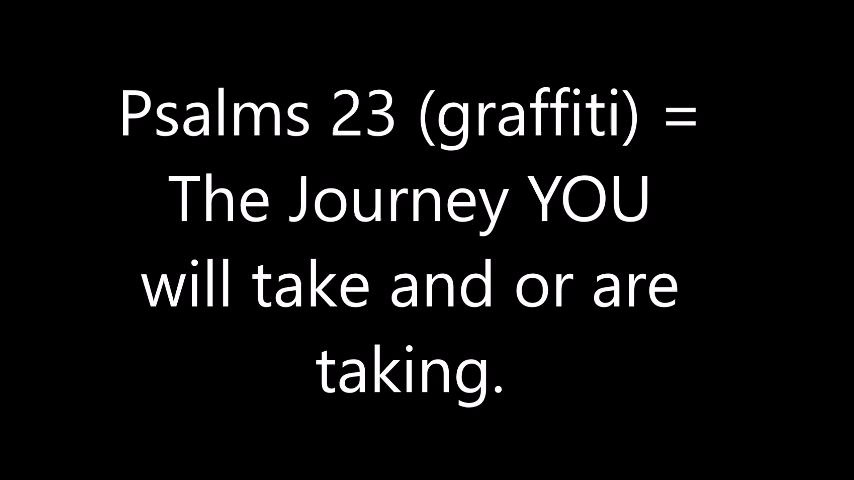 Psalms 23 (graffiti) =
The Journey YOU
will take and or are
taking.